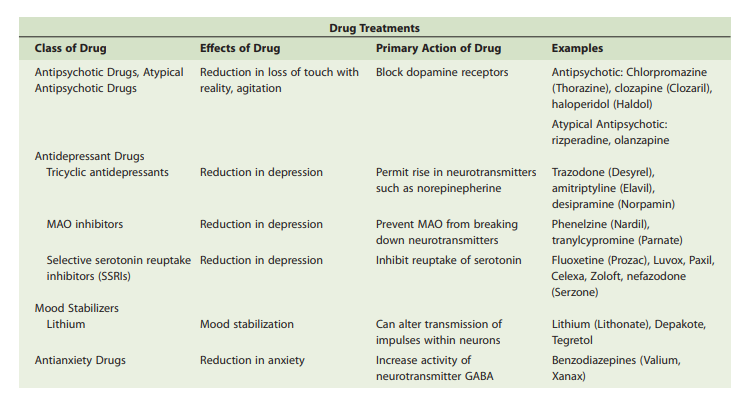 Drug Treatments
Class of Drug Effects of Drug Primary Action of Drug Examples
Antipsychotic Drugs, Atypical Reduction in loss of touch with Block dopamine receptors Antipsychotic: Chlorpromazine
Antipsychotic Drugs reality, agitation (Thorazine), clozapine (Clozaril),
haloperidol (Haldol)
Atypical Antipsychotic:
rizperadine, olanzapine
Antidepressant Drugs
Tricyclic antidepressants Reduction in depression Permit rise in neurotransmitters Trazodone (Desyrel),
such as norepinepherine amitriptyline (Elavil),
desipramine (Norpamin)
MAO inhibitors Reduction in depression Prevent MAO from breaking Phenelzine (Nardil),
down neurotransmitters tranylcypromine (Parnate)
Selective serotonin reuptake Reduction in depression Inhibit reuptake of serotonin Fluoxetine (Prozac), Luvox, Paxil,
inhibitors (SSRIs) Celexa, Zoloft, nefazodone
(Serzone)
Mood Stabilizers
Lithium Mood stabilization Can alter transmission of Lithium (Lithonate), Depakote,
impulses within neurons Tegretol
Antianxiety Drugs Reduction in anxiety Increase activity of Benzodiazepines (Valium,
neurotransmitter GABA Xanax)